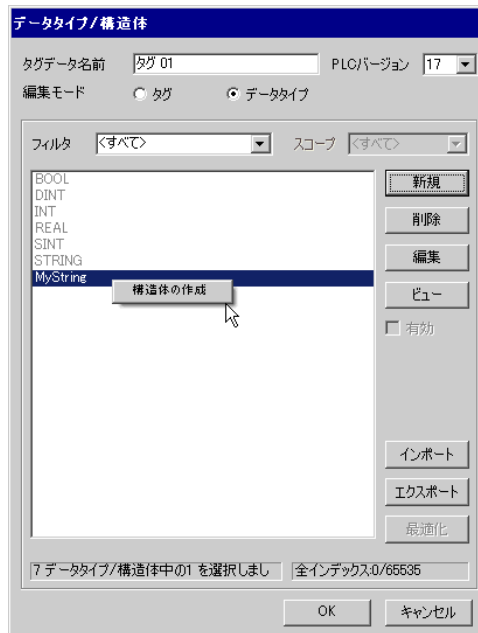 データタイプ/構造体
タグデータ名前 タグ 01 PLCバージョン 17
編集モード タグ データタイプ
フィルタ <すべて> スコープ <すべて>
BOOL
DINT
INT
REAL
SINT
STRING
MyString
構造体の作成
新規
削除
編集
ビュー
有効
インポート
エクスポート
最適化
7 データタイプ/構造体中の1 を選択しまし 全インデックス:0/65535
OK キャンセル